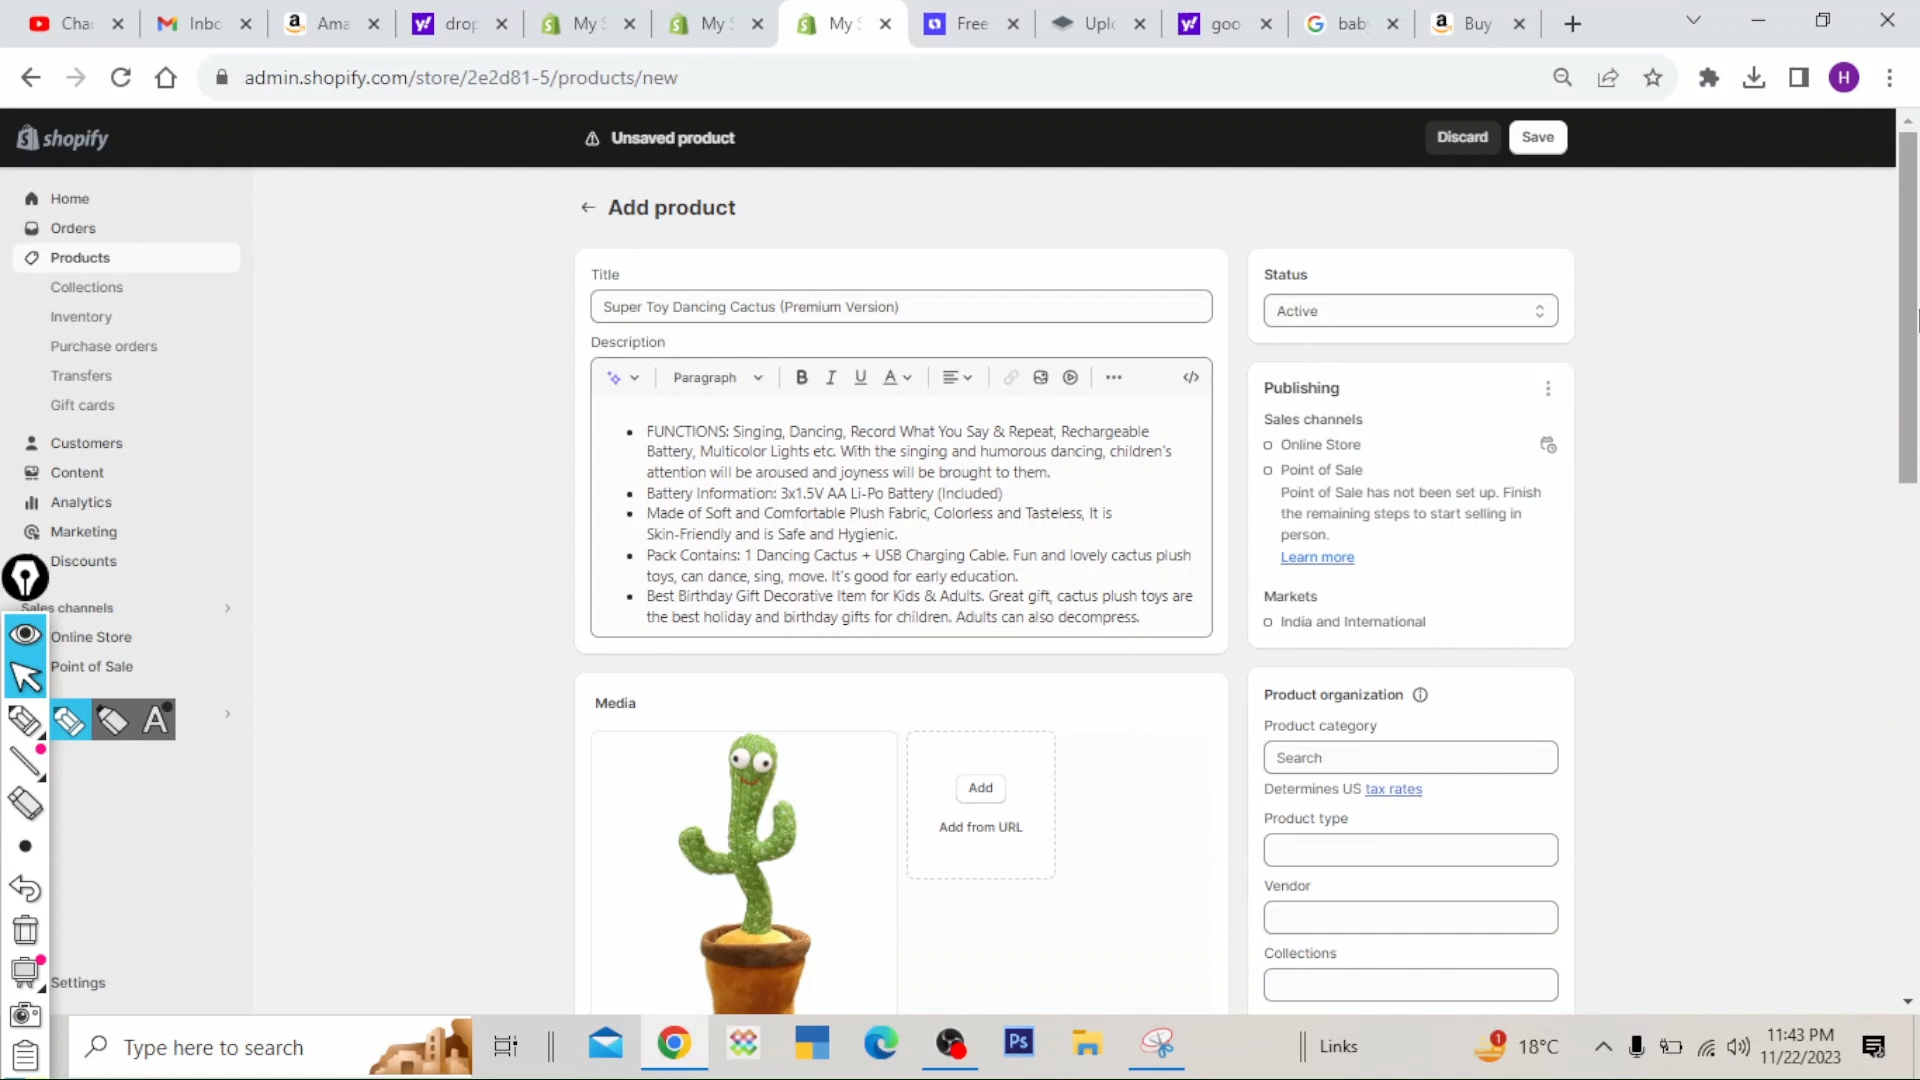 Cha
Inbo
Ama
drop
My S
My S
My S
Free
Uplo
goo
bab
Buy
admin.shopify.com/store/2e2d81-5/products/new
H
shopify
Unsaved product
Discard
Save
Home
Orders
Products
Collections
Inventory
Purchase orders
Transfers
Gift cards
Customers
Content
Analytics
Marketing
Discounts
Sales channels
Online Store
Point of Sale
Settings
Add product
Title
Super Toy Dancing Cactus (Premium Version)
Description
Paragraph
B I U A
FUNCTIONS: Singing, Dancing, Record What You Say & Repeat, Rechargeable
Battery, Multicolor Lights etc. With the singing and humorous dancing, children's
attention will be aroused and joyness will be brought to them.
Battery Information: 3x1.5V AA Li-Po Battery (Included)
Made of Soft and Comfortable Plush Fabric, Colorless and Tasteless, It is
Skin-Friendly and is Safe and Hygienic.
Pack Contains: 1 Dancing Cactus + USB Charging Cable. Fun and lovely cactus plush
toys, can dance, sing, move. It's good for early education.
Best Birthday Gift Decorative Item for Kids & Adults. Great gift, cactus plush toys are
the best holiday and birthday gifts for children. Adults can also decompress.
Media
Add
Add from URL
Status
Active
Publishing
Sales channels
Online Store
Point of Sale
Point of Sale has not been set up. Finish
the remaining steps to start selling in
person.
Learn more
Markets
India and International
Product organization
Product category
Search
Determines US tax rates
Product type
Vendor
Collections
A
Type here to search
Ps
Links
1
18°C
11:43 PM
11/22/2023